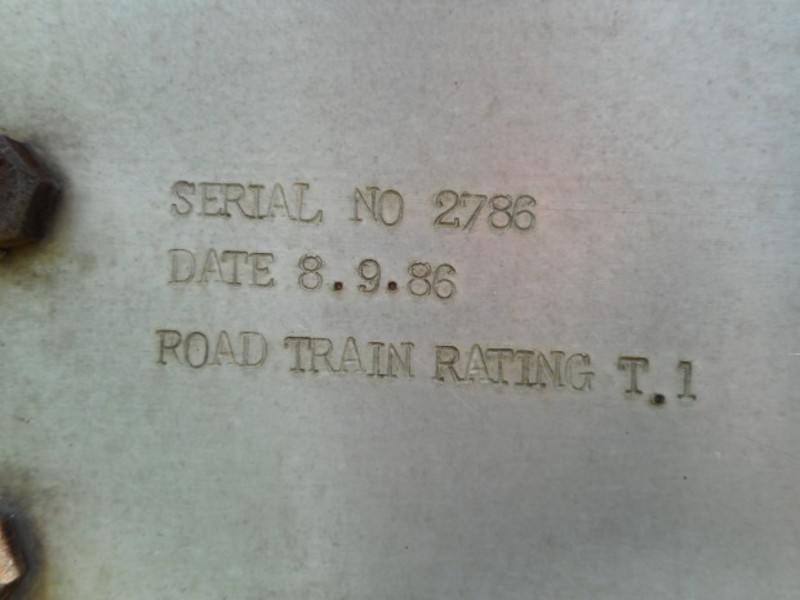 SERIAL NO 2786
DATE 8.9.86
ROAD TRAIN RATING T.1